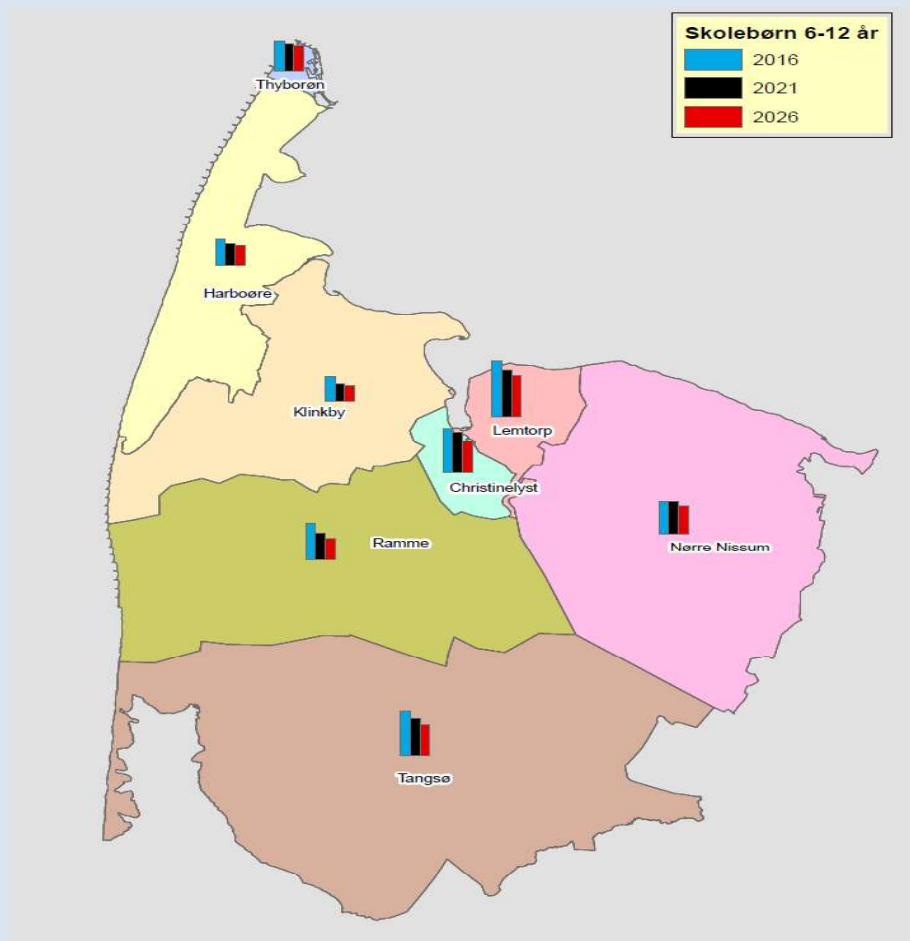 Skolebørn 6-12 år
2016
2021
2026
Thyborøn
Harboøre
Klinkby
Lemtorp
Christinelyst
Ramme
Nørre Nissum
Tangsø